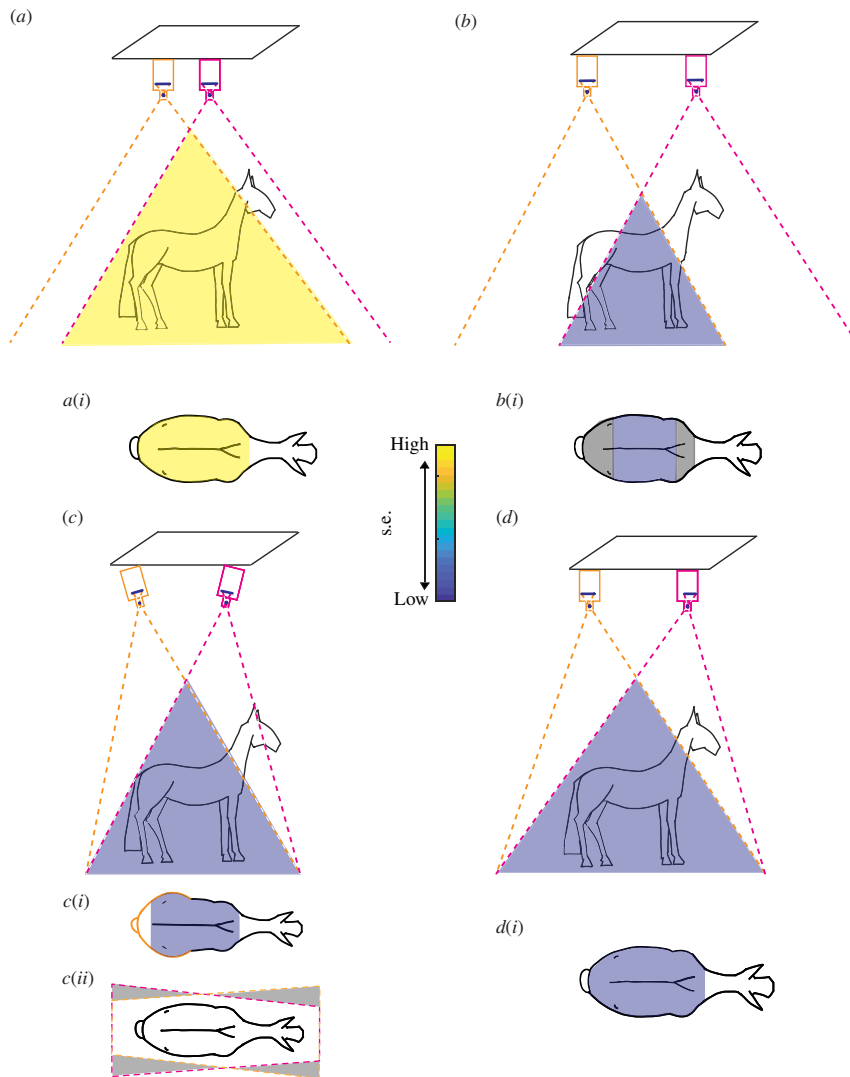 (a)
(b)
a(i)
b(i)
High
s.e.
Low
(c)
(d)
c(i)
d(i)
c(ii)